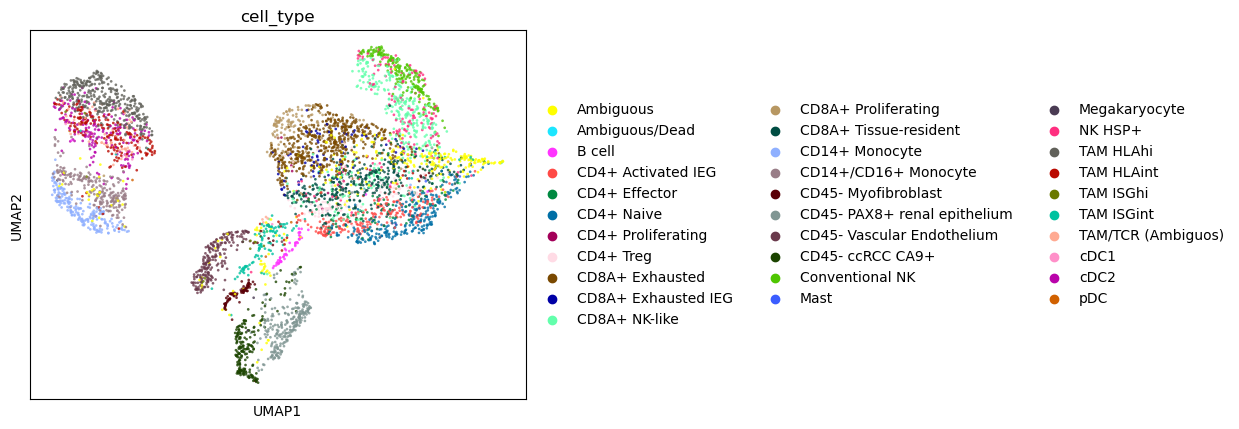 cell_type
UMAP2
UMAP1
Ambiguous
Ambiguous/Dead
B cell
CD4+ Activated IEG
CD4+ Effector
CD4+ Naive
CD4+ Proliferating
CD4+ Treg
CD8A+ Exhausted
CD8A+ Exhausted IEG
CD8A+ NK-like
CD8A+ Proliferating
CD8A+ Tissue-resident
CD14+ Monocyte
CD14+/CD16+ Monocyte
CD45- Myofibroblast
CD45- PAX8+ renal epithelium
CD45- Vascular Endothelium
CD45- ccRCC CA9+
Conventional NK
Mast
Megakaryocyte
NK HSP+
TAM HLAhi
TAM HLAint
TAM ISGhi
TAM ISGint
TAM/TCR (Ambiguos)
cDC1
cDC2
pDC